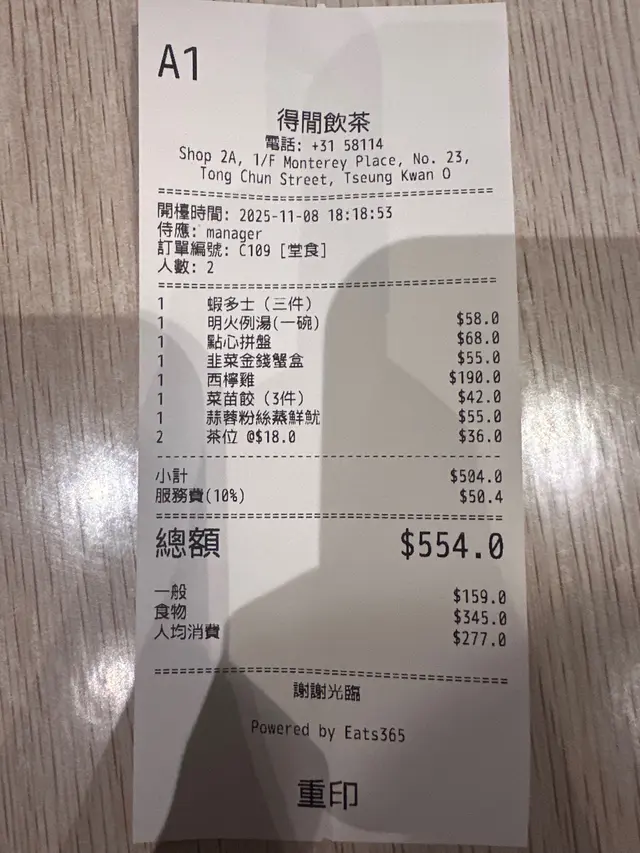 A1
得閒飲茶
電話: +31 58114
Shop 2A, 1/F Monterey Place, No. 23,
Tong Chun Street, Tseung Kwan O
開檯時間: 2025-11-08 18:18:53
侍應: manager
訂單編號: C109 [堂食]
人數: 2
1 蝦多士 (三件)
1 明火例湯(一碗) $58.0
1 點心拼盤 $68.0
1 韭菜金錢蟹盒 $55.0
1 西檸雞 $190.0
1 菜苗餃 (3件) $42.0
1 蒜蓉粉絲蒸鮮魷 $55.0
2 茶位 @$18.0 $36.0
小計 $504.0
服務費(10%) $50.4
總額 $554.0
一般 $159.0
食物 $345.0
人均消費 $277.0
謝謝光臨
Powered by Eats365
重印